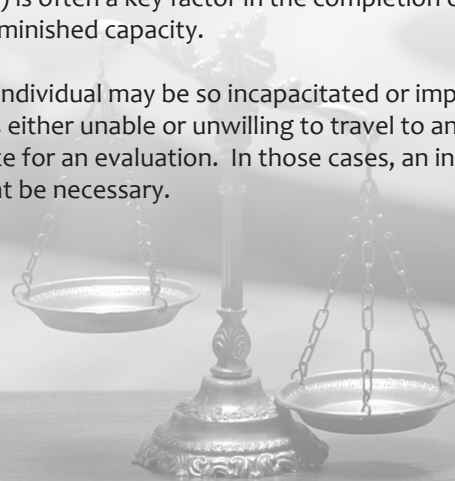 ) is often a key factor in the completion
minished capacity.
individual may be so incapacitated or imp
either unable or unwilling to travel to an
te for an evaluation.  In those cases, an in
be necessary.